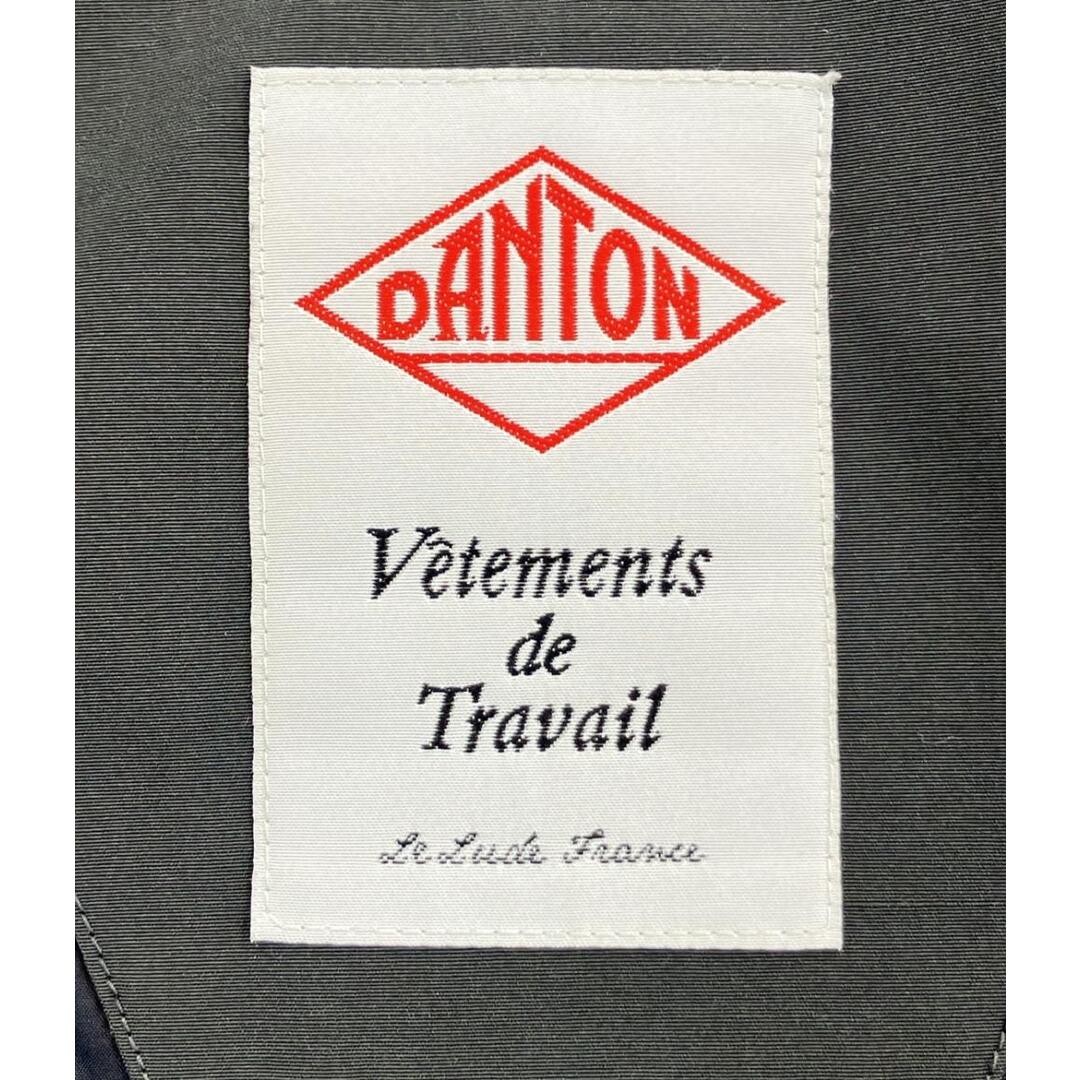 DANTON
Vêtements
de
Travail
Le Lude France